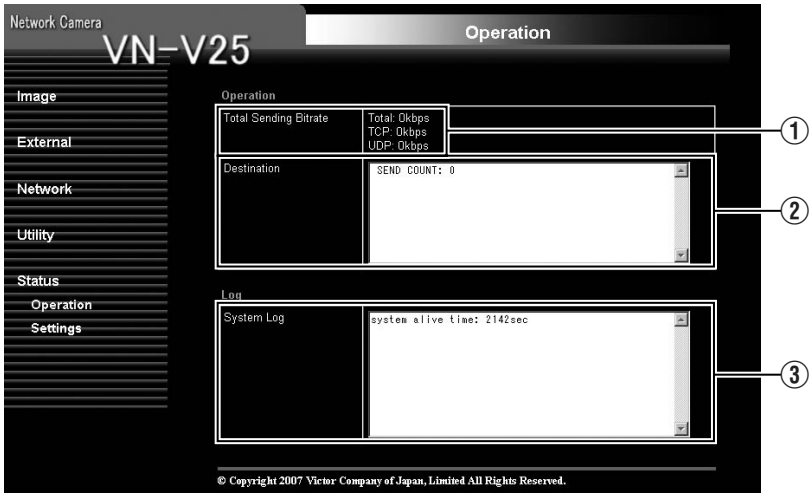 Network Camera
VN-V25
Operation
Image
External
Network
Utility
Status
Operation
Settings
Operation
Total Sending Bitrate
Total: 0kbps
TCP: 0kbps
UDP: 0kbps
①
Destination
SEND COUNT: 0
②
Log
System Log
system alive time: 2142sec
③
© Copyright 2007 Victor Company of Japan, Limited All Rights Reserved.